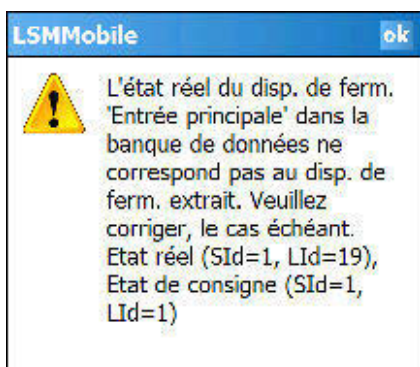 LSMMobile
ok
L'état réel du disp. de ferm.
'Entrée principale' dans la
banque de données ne
correspond pas au disp. de
ferm. extrait. Veuillez
corriger, le cas échéant.
Etat réel (SId=1, LId=19),
Etat de consigne (SId=1,
LId=1)